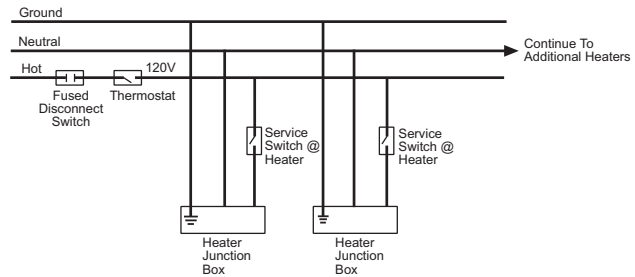 Ground
Neutral
Continue To
Additional Heaters
Hot
120V
Fused
Disconnect
Switch
Thermostat
Service
Switch @
Heater
Service
Switch @
Heater
Heater
Junction
Box
Heater
Junction
Box